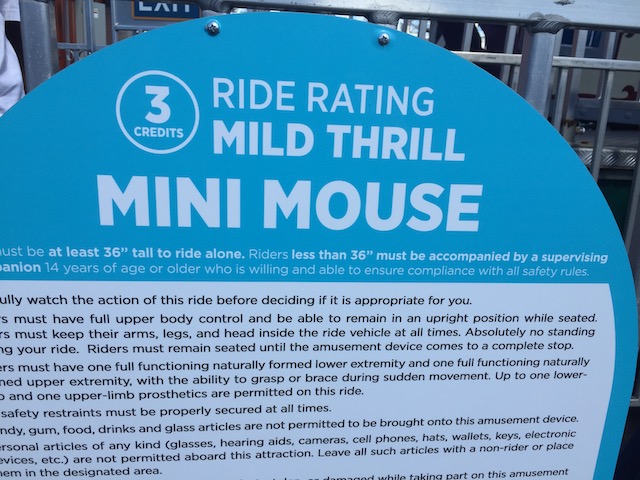 EXIT
3
CREDITS
RIDE RATING
MILD THRILL
MINI MOUSE
must be at least 36” tall to ride alone. Riders less than 36” must be accompanied by a supervising
panion 14 years of age or older who is willing and able to ensure compliance with all safety rules.
ully watch the action of this ride before deciding if it is appropriate for you.
rs must have full upper body control and be able to remain in an upright position while seated.
rs must keep their arms, legs, and head inside the ride vehicle at all times. Absolutely no standing
ng your ride. Riders must remain seated until the amusement device comes to a complete stop.
ers must have one full functioning naturally formed lower extremity and one full functioning naturally
ned upper extremity, with the ability to grasp or brace during sudden movement. Up to one lower-
b and one upper-limb prosthetics are permitted on this ride.
safety restraints must be properly secured at all times.
ndy, gum, food, drinks and glass articles are not permitted to be brought onto this amusement device.
ersonal articles of any kind (glasses, hearing aids, cameras, cell phones, hats, wallets, keys, electronic
evices, etc.) are not permitted aboard this attraction. Leave all such articles with a non-rider or place
hem in the designated area.
or damaged while taking part on this amusement